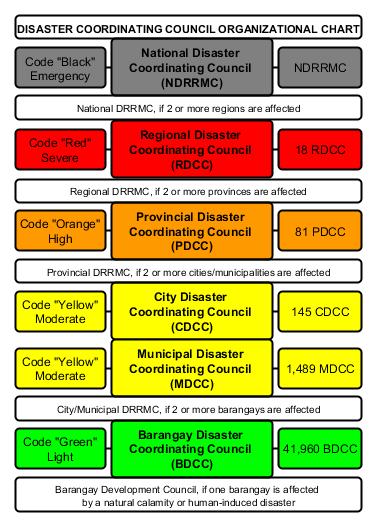 DISASTER COORDINATING COUNCIL ORGANIZATIONAL CHART
Code "Black"
Emergency
National Disaster
Coordinating Council
(NDRRMC)
NDRRMC
National DRRMC, if 2 or more regions are affected
Code "Red"
Severe
Regional Disaster
Coordinating Council
(RDCC)
18 RDCC
Regional DRRMC, if 2 or more provinces are affected
Code "Orange"
High
Provincial Disaster
Coordinating Council
(PDCC)
81 PDCC
Provincial DRRMC, if 2 or more cities/municipalities are affected
Code "Yellow"
Moderate
City Disaster
Coordinating Council
(CDCC)
145 CDCC
Code "Yellow"
Moderate
Municipal Disaster
Coordinating Council
(MDCC)
1,489 MDCC
City/Municipal DRRMC, if 2 or more barangays are affected
Code "Green"
Light
Barangay Disaster
Coordinating Council
(BDCC)
41,960 BDCC
Barangay Development Council, if one barangay is affected
by a natural calamity or human-induced disaster